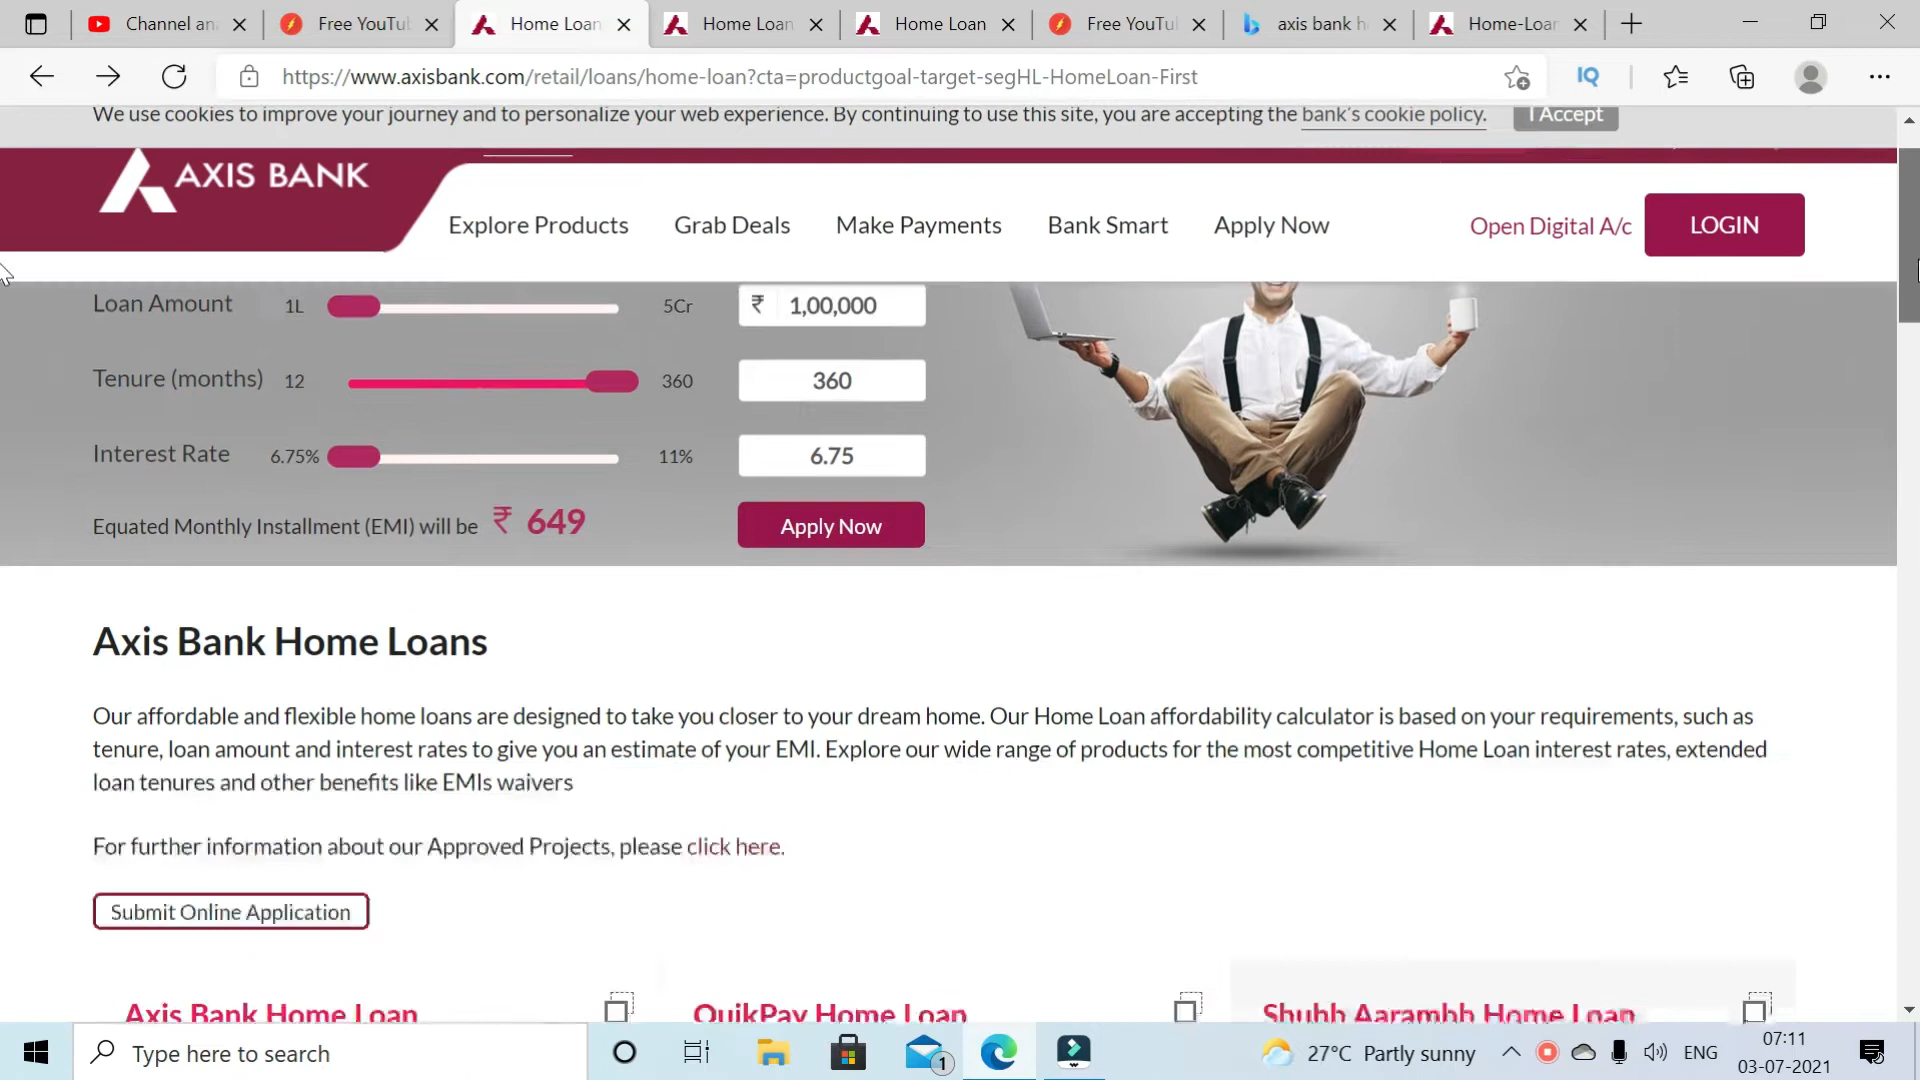 Channel an
Free YouTu
Home Loan
Home Loan
Home Loan
Free YouTu
axis bank h
Home-Loan
https://www.axisbank.com/retail/loans/home-loan?cta=productgoal-target-segHL-HomeLoan-First
IQ
We use cookies to improve your journey and to personalize your web experience. By continuing to use this site, you are accepting the bank's cookie policy.
I Accept
AXIS BANK
Explore Products
Grab Deals
Make Payments
Bank Smart
Apply Now
Open Digital A/c
LOGIN
Loan Amount 1L 5Cr ₹ 1,00,000
Tenure (months) 12 360 360
Interest Rate 6.75% 11% 6.75
Equated Monthly Installment (EMI) will be ₹ 649 Apply Now
Axis Bank Home Loans
Our affordable and flexible home loans are designed to take you closer to your dream home. Our Home Loan affordability calculator is based on your requirements, such as
tenure, loan amount and interest rates to give you an estimate of your EMI. Explore our wide range of products for the most competitive Home Loan interest rates, extended
loan tenures and other benefits like EMIs waivers
For further information about our Approved Projects, please click here.
Submit Online Application
Axis Bank Home Loan
QuikPay Home Loan
Shubh Aarambh Home Loan
Type here to search
1
27°C Partly sunny
ENG
07:11
03-07-2021